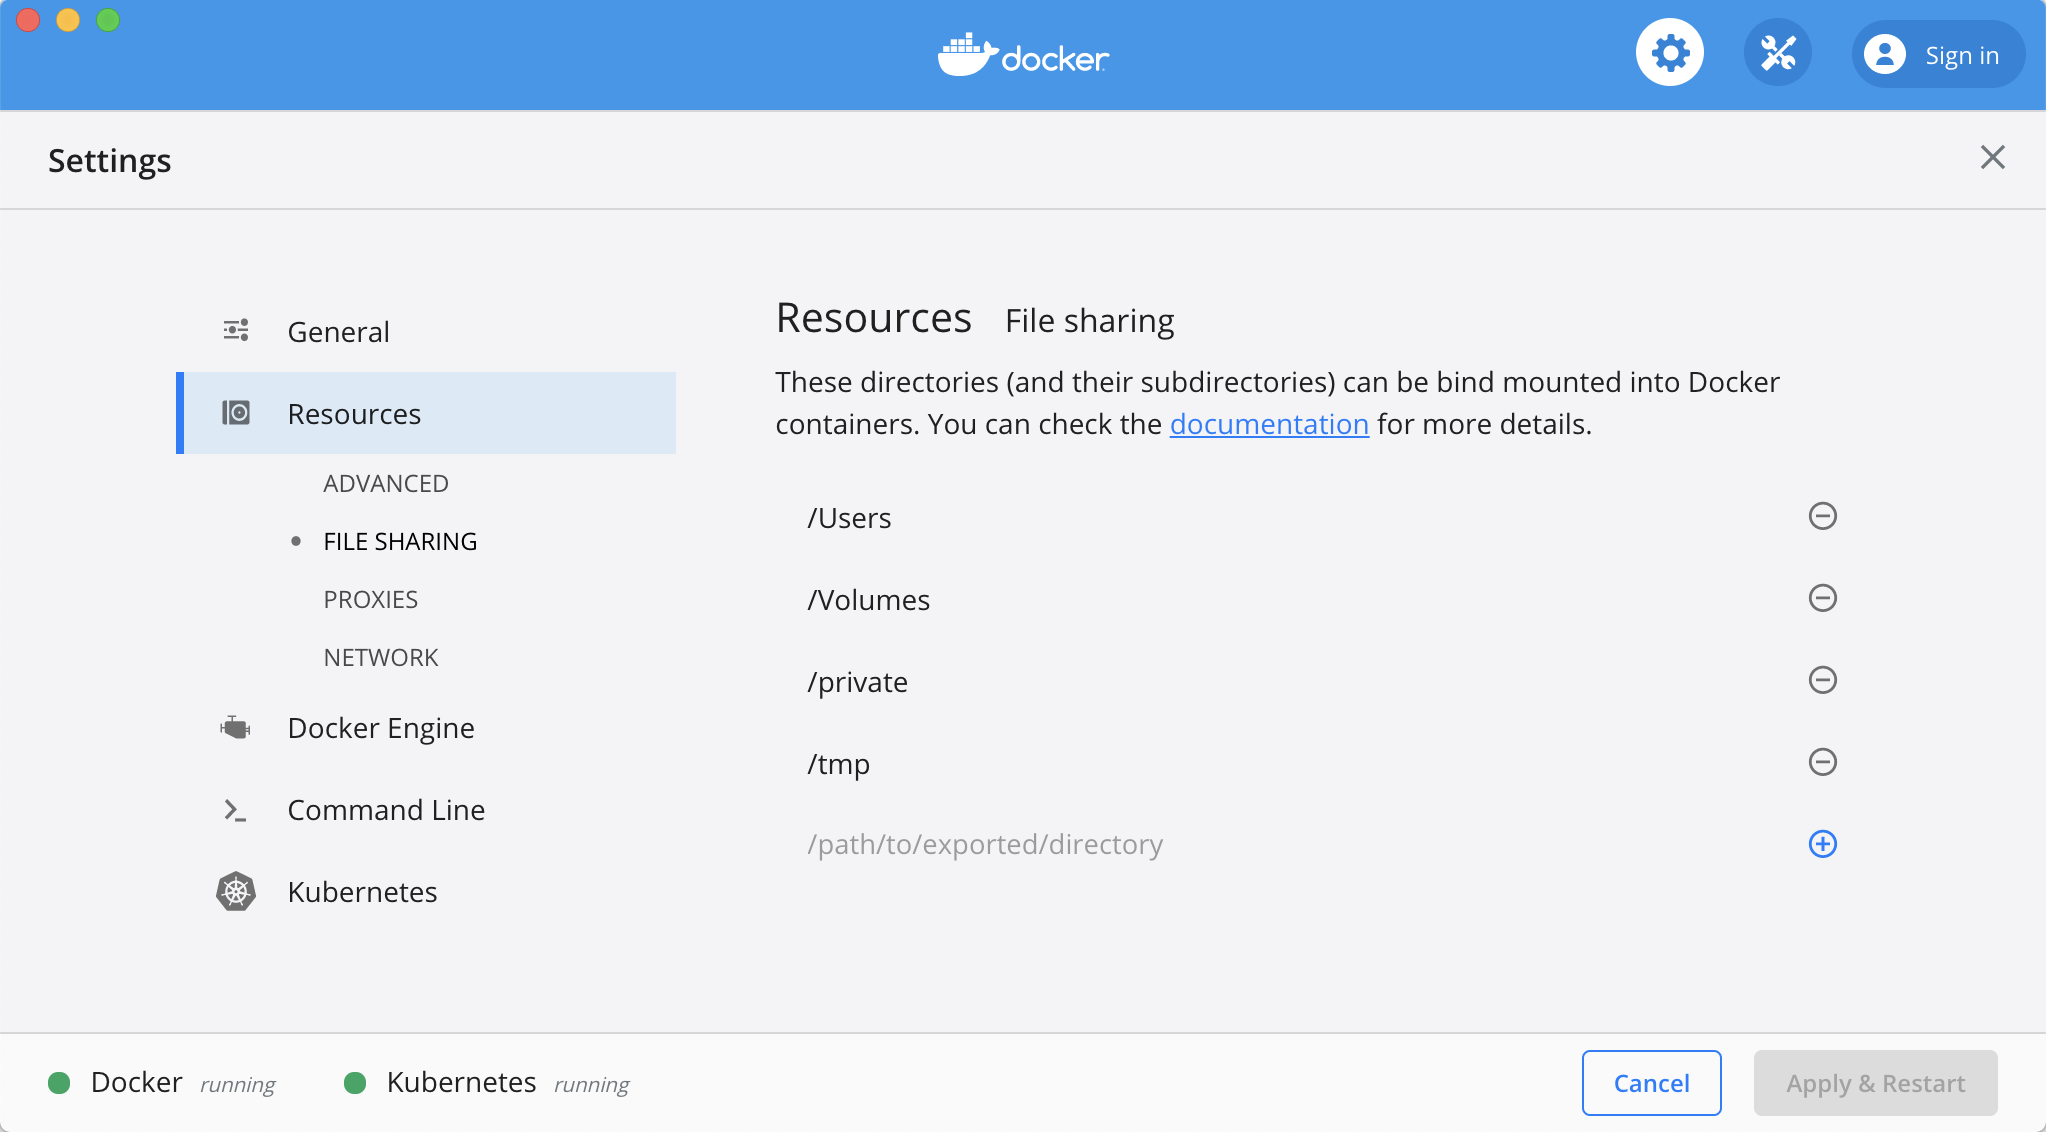 docker
Sign in
Settings
General
Resources
ADVANCED
FILE SHARING
PROXIES
NETWORK
Docker Engine
Command Line
Kubernetes
Resources File sharing
These directories (and their subdirectories) can be bind mounted into Docker
containers. You can check the documentation for more details.
/Users
/Volumes
/private
/tmp
/path/to/exported/directory
Docker running
Kubernetes running
Cancel
Apply & Restart